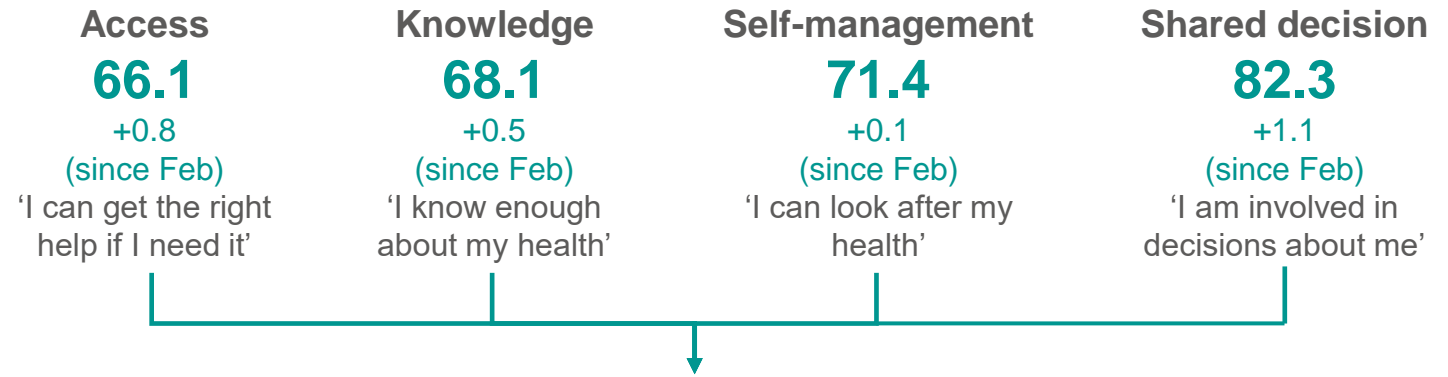 Access
66.1
+0.8
(since Feb)
‘I can get the right
help if I need it’
Knowledge
68.1
+0.5
(since Feb)
‘I know enough
about my health’
Self-management
71.4
+0.1
(since Feb)
‘I can look after my
health’
Shared decision
82.3
+1.1
(since Feb)
‘I am involved in
decisions about me’